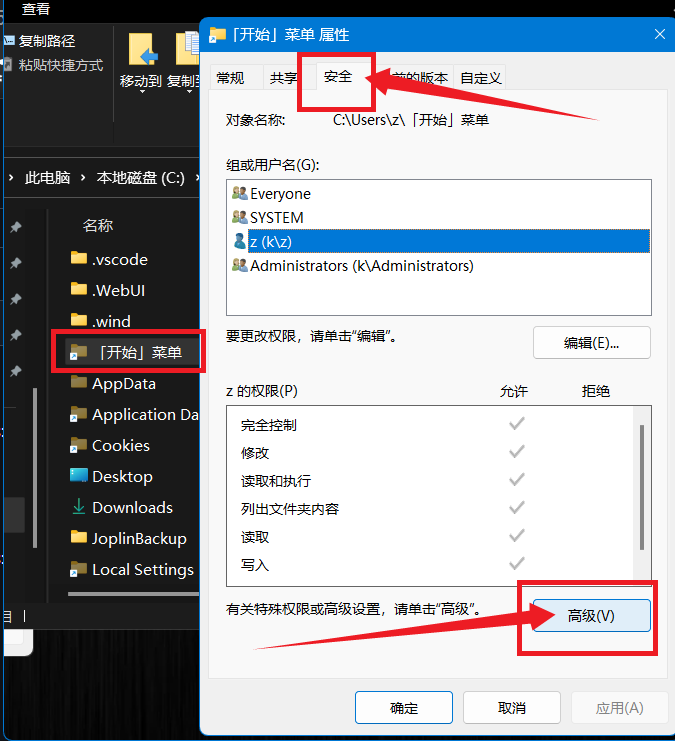 查看
复制路径
粘贴快捷方式
移动到
复制到
此电脑
本地磁盘 (C:)
名称
.vscode
.WebUI
.wind
「开始」菜单
AppData
Application Da
Cookies
Desktop
Downloads
JoplinBackup
Local Settings
目
「开始」菜单 属性
常规
共享
安全
前的版本
自定义
对象名称:
C:\Users\z\「开始」菜单
组或用户名(G):
Everyone
SYSTEM
z (k\z)
Administrators (k\Administrators)
要更改权限，请单击“编辑”。
编辑(E)...
z 的权限(P)
允许
拒绝
完全控制
修改
读取和执行
列出文件夹内容
读取
写入
有关特殊权限或高级设置，请单击“高级”。
高级(V)
确定
取消
应用(A)